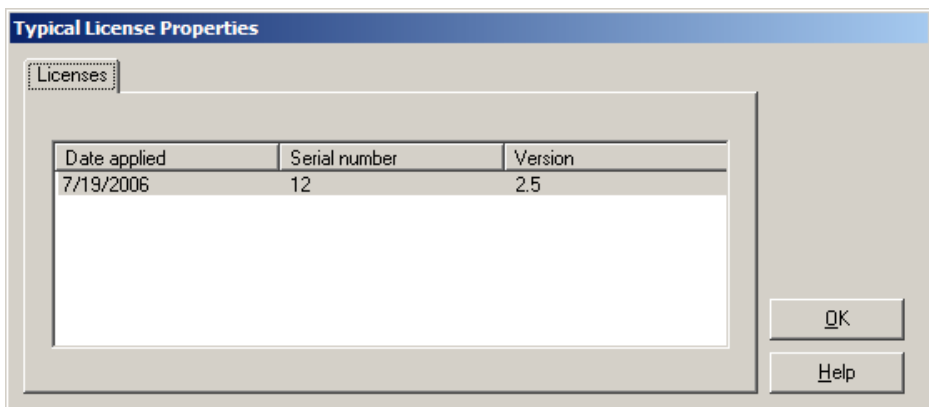 Typical License Properties
Licenses
Date applied Serial number Version
7/19/2006 12 2.5
OK
Help